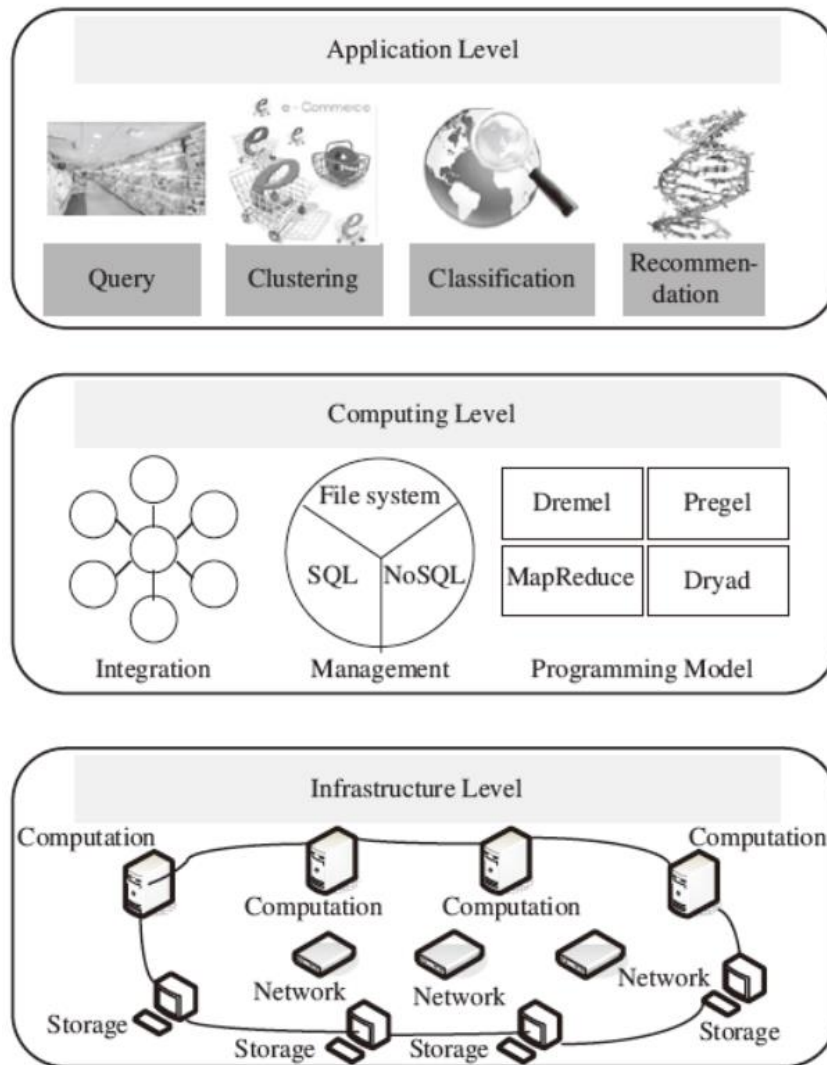 Application Level
e - Commerce
Query
Clustering
Classification
Recommen-
dation
Computing Level
File system
SQL
NoSQL
Dremel
Pregel
MapReduce
Dryad
Integration
Management
Programming Model
Infrastructure Level
Computation
Computation
Computation
Computation
Network
Network
Network
Storage
Storage
Storage
Storage